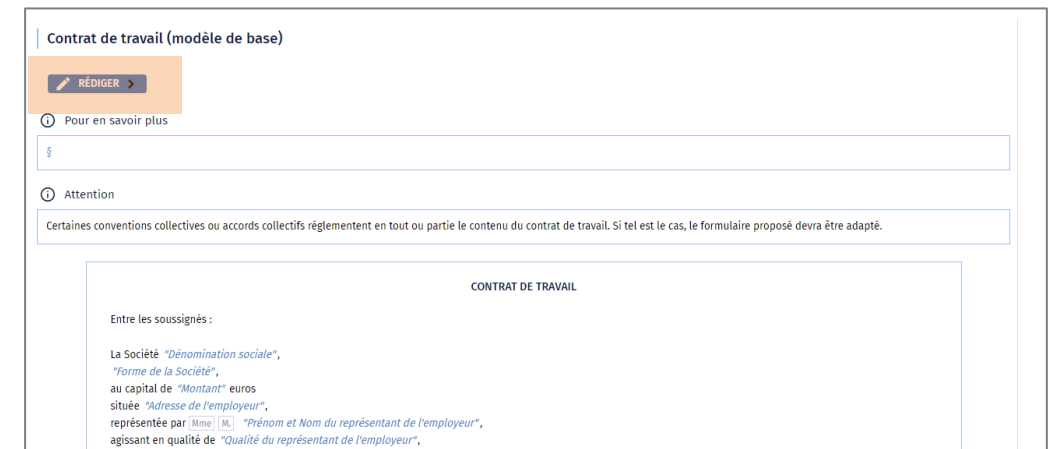 Contrat de travail (modèle de base)
RÉDIGER >
Pour en savoir plus
§
Attention
Certaines conventions collectives ou accords collectifs réglementent en tout ou partie le contenu du contrat de travail. Si tel est le cas, le formulaire proposé devra être adapté.
CONTRAT DE TRAVAIL
Entre les soussignés :
La Société "Dénomination sociale",
"Forme de la Société",
au capital de "Montant" euros
située "Adresse de l'employeur",
représentée par Mme M. "Prénom et Nom du représentant de l'employeur",
agissant en qualité de "Qualité du représentant de l'employeur",